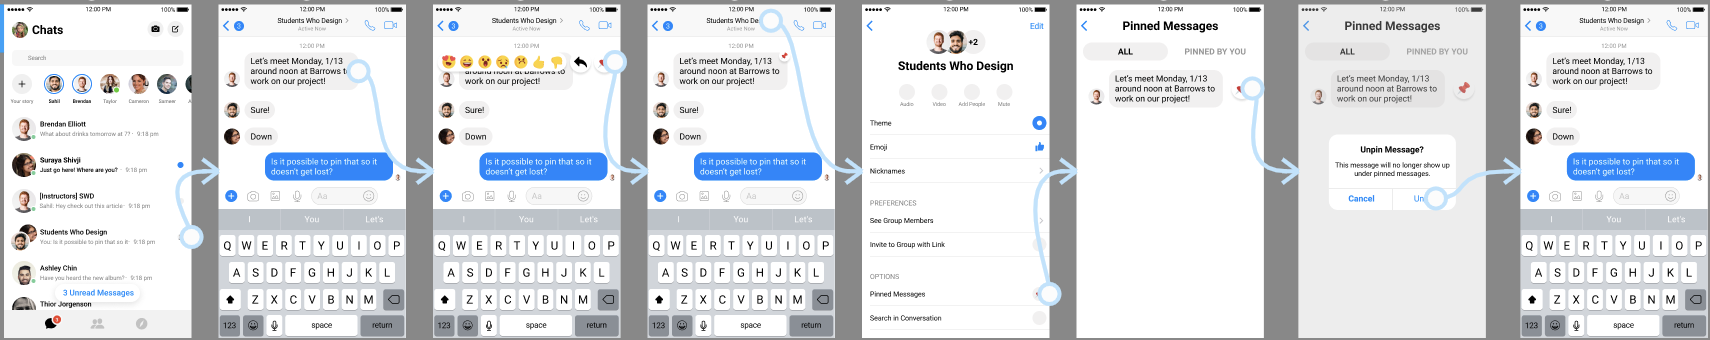 12:00 PM
100%
Chats
Search
Your story
Sahil
Brendan
Taylor
Cameron
Sameer
Brendan Elliott
What about drinks tomorrow at 7? · 9:18 pm
Suraya Shivji
Just go here! Where are you? · 9:18 pm
[Instructors] SWD
Sahil: Hey check out this article · 9:18 pm
Students Who Design
You: Is it possible to pin that so it
Ashley Chin
Have you heard the new album? · 9:18 pm
3 Unread Messages
Thior Jorgenson
3
12:00 PM
100%
3
Students Who Design >
Active Now
12:00 PM
Let's meet Monday, 1/13
around noon at Barrows to
work on our project!
Sure!
Down
Is it possible to pin that so it
doesn't get lost?
Aa
I You Let's
Q W E R T Y U I O P
A S D F G H J K L
Z X C V B N M
123 space return
12:00 PM
100%
3
Students Who Design >
Active Now
12:00 PM
Let's meet Monday, 1/13
around noon at Barrows to
work on our project!
Sure!
Down
Is it possible to pin that so it
doesn't get lost?
Aa
I You Let's
Q W E R T Y U I O P
A S D F G H J K L
Z X C V B N M
123 space return
12:00 PM
100%
3
Students Who
Active Now
12:00 PM
Let's meet Monday, 1/13
around noon at Barrows to
work on our project!
Sure!
Down
Is it possible to pin that so it
doesn't get lost?
Aa
I You Let's
Q W E R T Y U I O P
A S D F G H J K L
Z X C V B N M
123 space return
12:00 PM
100%
Edit
+2
Students Who Design
Audio
Video
Add People
Mute
Theme
Emoji
Nicknames
PREFERENCES
See Group Members
Invite to Group with Link
OPTIONS
Pinned Messages
Search in Conversation
12:00 PM
100%
Pinned Messages
ALL
PINNED BY YOU
Let's meet Monday, 1/13
around noon at Barrows to
work on our project!
12:00 PM
100%
Pinned Messages
ALL
PINNED BY YOU
Let's meet Monday, 1/13
around noon at Barrows to
work on our project!
Unpin Message?
This message will no longer show up
under pinned messages.
Cancel
12:00 PM
100%
3
Students Who Design >
Active Now
12:00 PM
Let's meet Monday, 1/13
around noon at Barrows to
work on our project!
Sure!
Down
Is it possible to pin that so it
doesn't get lost?
Aa
I You Let's
Q W E R T Y U I O P
A S D F G H J K L
Z X C V B N M
123 space return